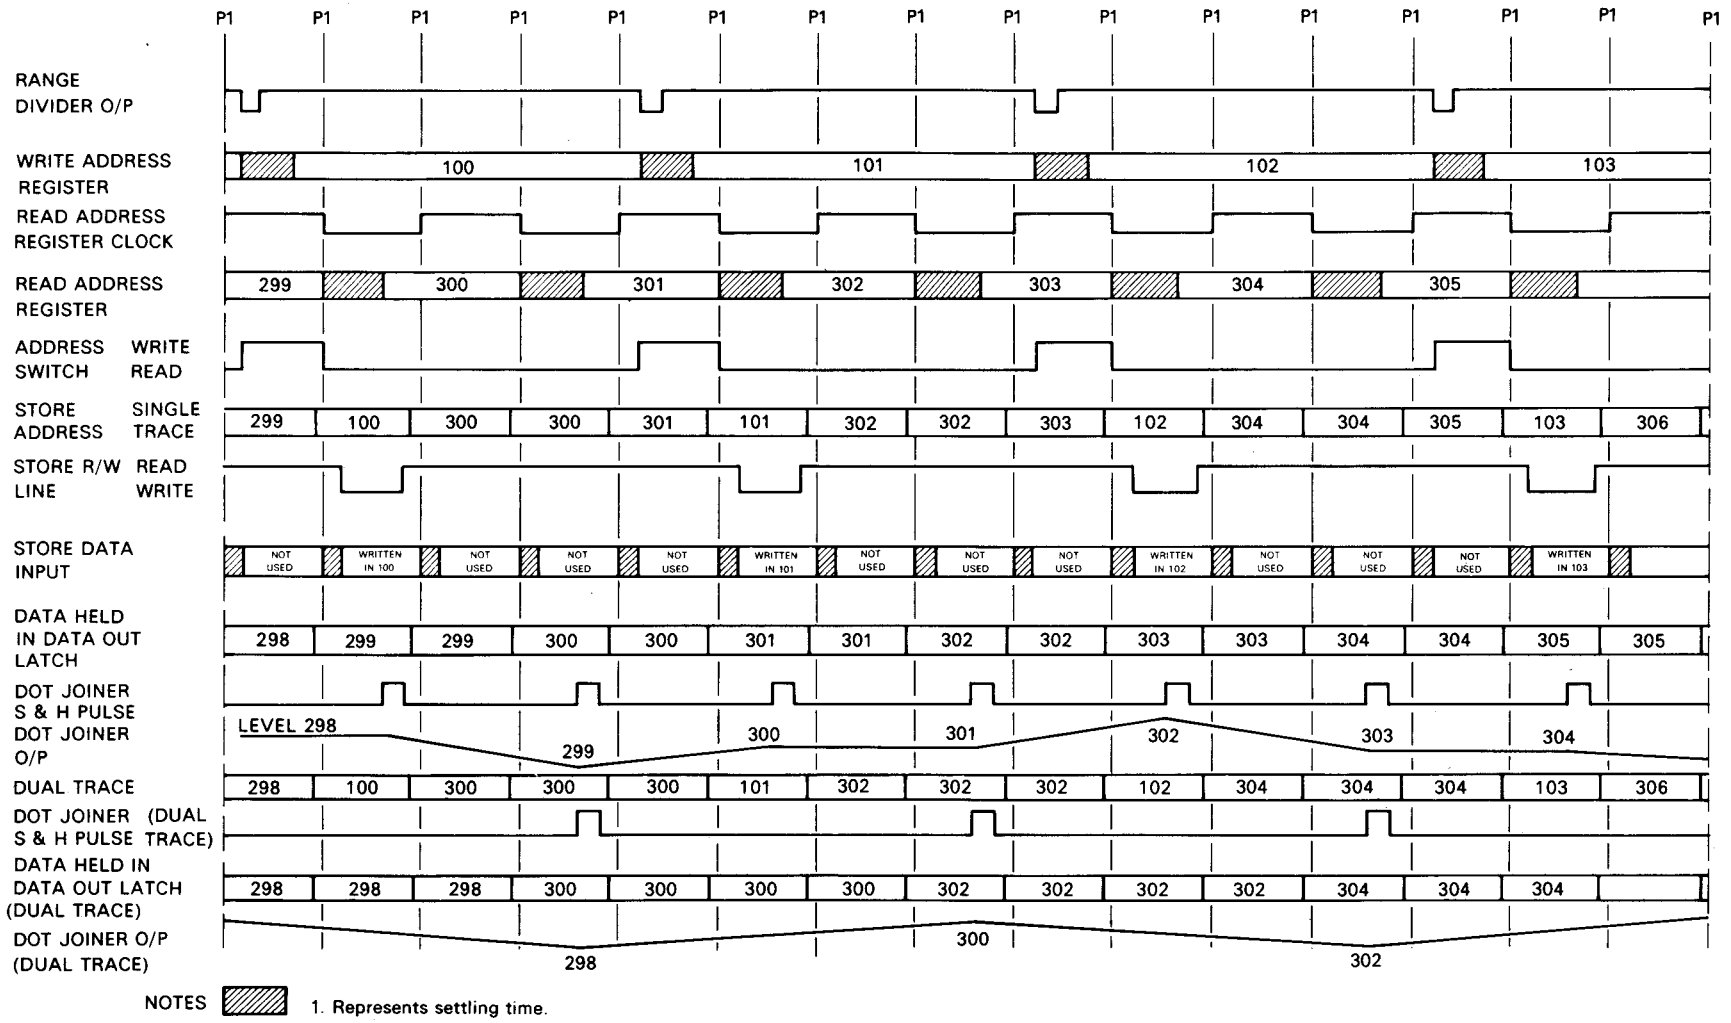 P1 P1 P1 P1 P1 P1 P1 P1 P1 P1 P1 P1 P1 P1 P1 P1
RANGE
DIVIDER O/P
WRITE ADDRESS
REGISTER
100 101 102 103
READ ADDRESS
REGISTER CLOCK
READ ADDRESS
REGISTER
299 300 301 302 303 304 305
ADDRESS WRITE
SWITCH READ
STORE SINGLE
ADDRESS TRACE
299 100 300 300 301 101 302 302 303 102 304 304 305 103 306
STORE R/W READ
LINE WRITE
STORE DATA
INPUT
NOT USED WRITTEN IN 100 NOT USED NOT USED NOT USED WRITTEN IN 101 NOT USED NOT USED NOT USED WRITTEN IN 102 NOT USED NOT USED NOT USED WRITTEN IN 103
DATA HELD
IN DATA OUT
LATCH
298 299 299 300 300 301 301 302 302 303 303 304 304 305 305
DOT JOINER
S & H PULSE
DOT JOINER
O/P
LEVEL 298 299 300 301 302 303 304
DUAL TRACE
298 100 300 300 300 101 302 302 302 102 304 304 304 103 306
DOT JOINER (DUAL
S & H PULSE TRACE)
DATA HELD IN
DATA OUT LATCH
(DUAL TRACE)
298 298 298 300 300 300 300 302 302 302 302 304 304 304
DOT JOINER O/P
(DUAL TRACE)
298 300 302
NOTES 1. Represents settling time.